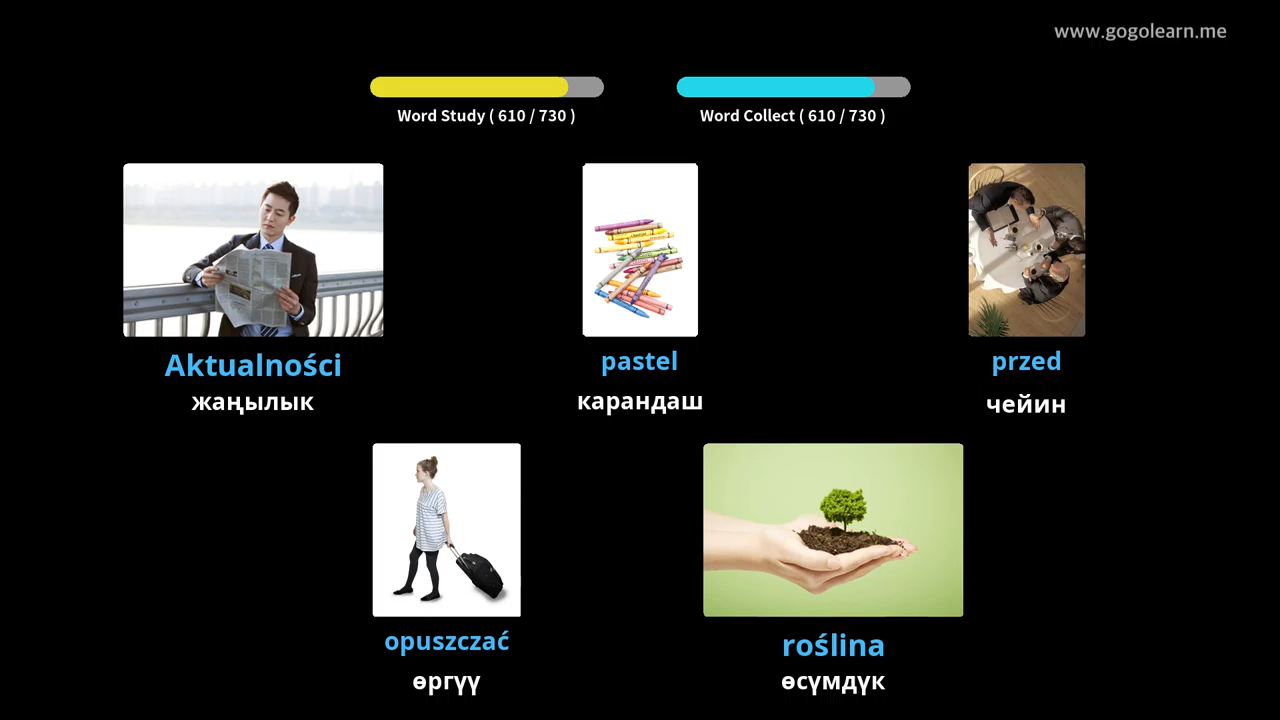 www.gogolearn.me
Word Study ( 610 / 730 )
Word Collect ( 610 / 730 )
Aktualności
жаңылык
pastel
карандаш
przed
чейин
opuszczać
өргүү
roślina
өсүмдүк